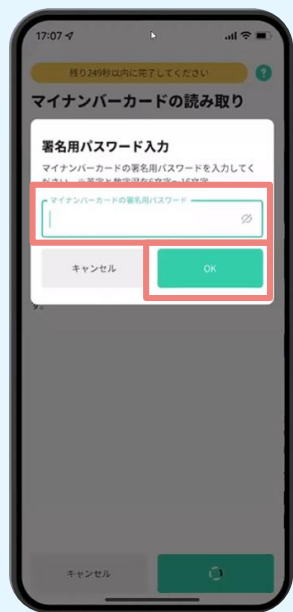 17:07
残り249秒以内に完了してください
?
マイナンバーカードの読み取り
署名用パスワード入力
マイナンバーカードの署名用パスワードを入力してく
マイナンバーカードの署名用パスワード
キャンセル
OK
す。
キャンセル